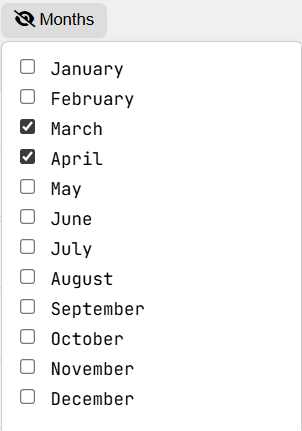 Months
January
February
March
April
May
June
July
August
September
October
November
December